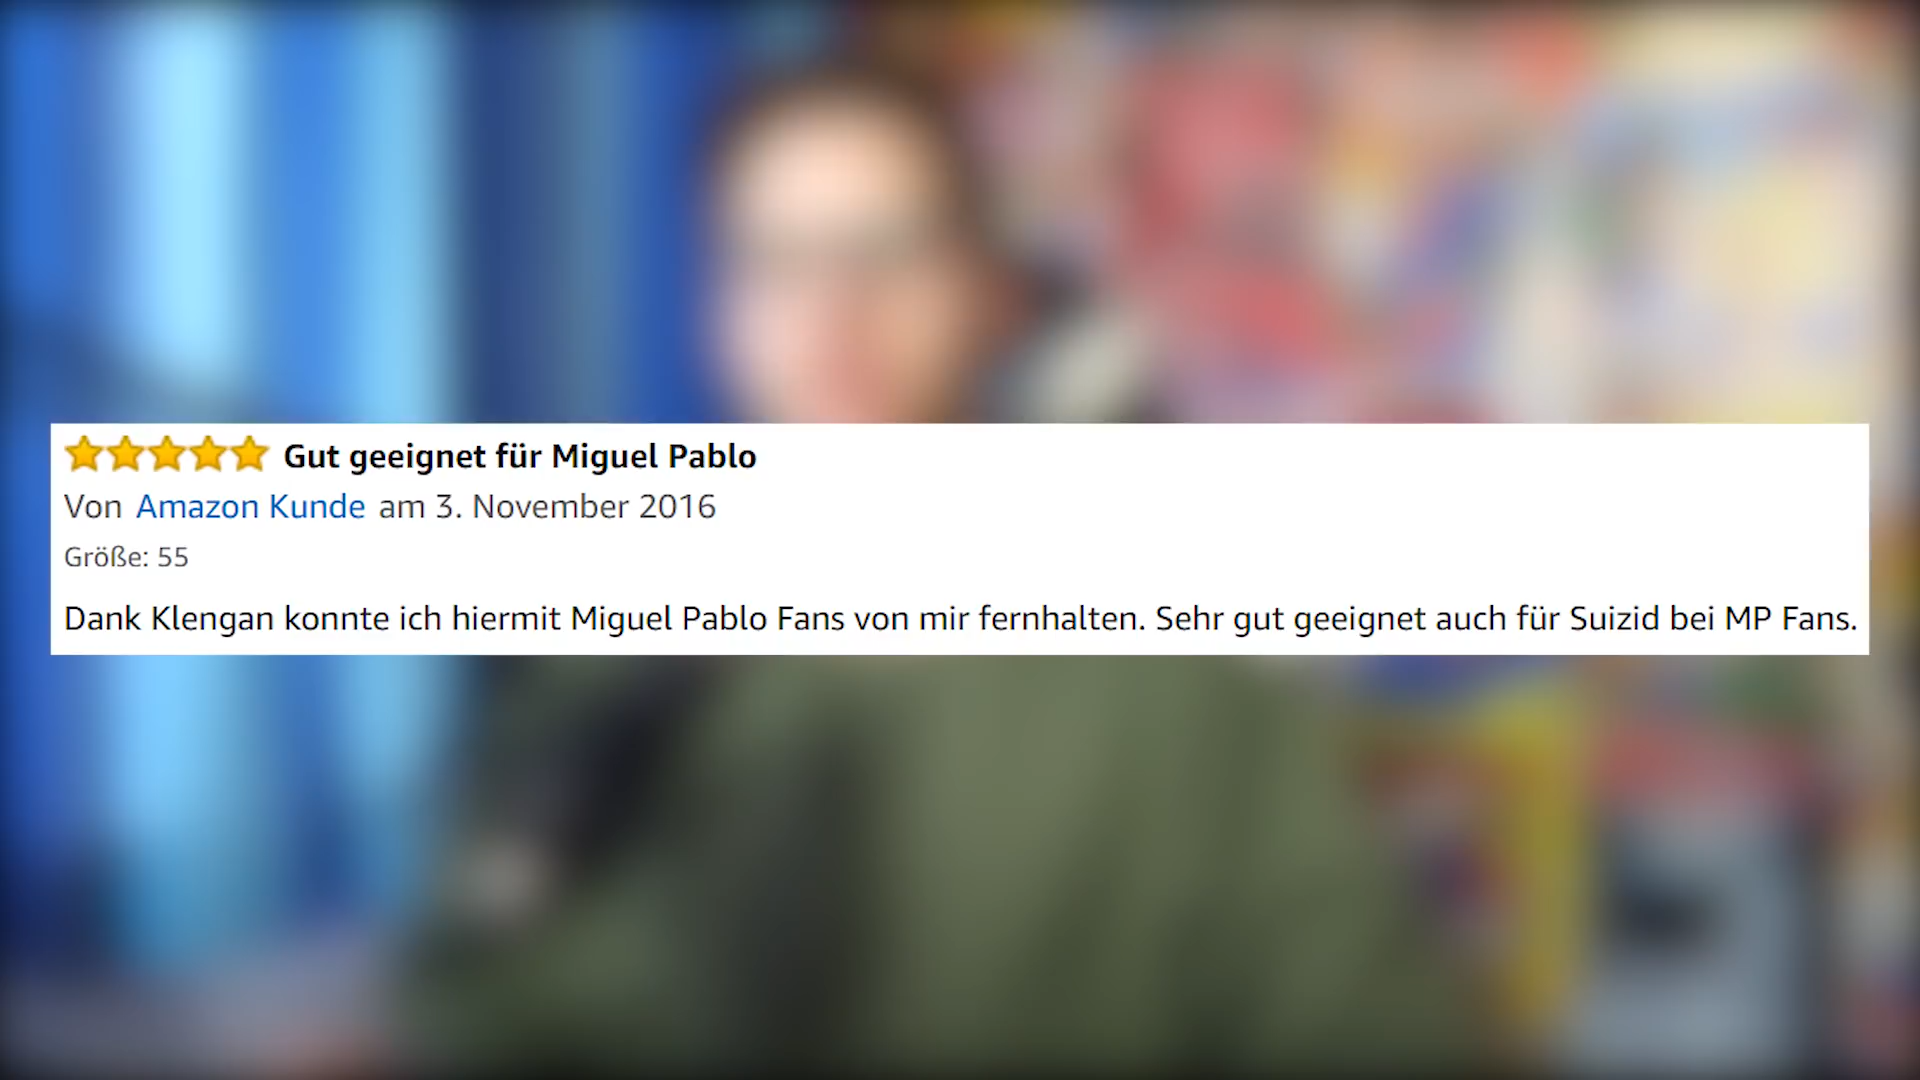 Gut geeignet für Miguel Pablo
Von Amazon Kunde am 3. November 2016
Größe: 55
Dank Klengan konnte ich hiermit Miguel Pablo Fans von mir fernhalten. Sehr gut geeignet auch für Suizid bei MP Fans.